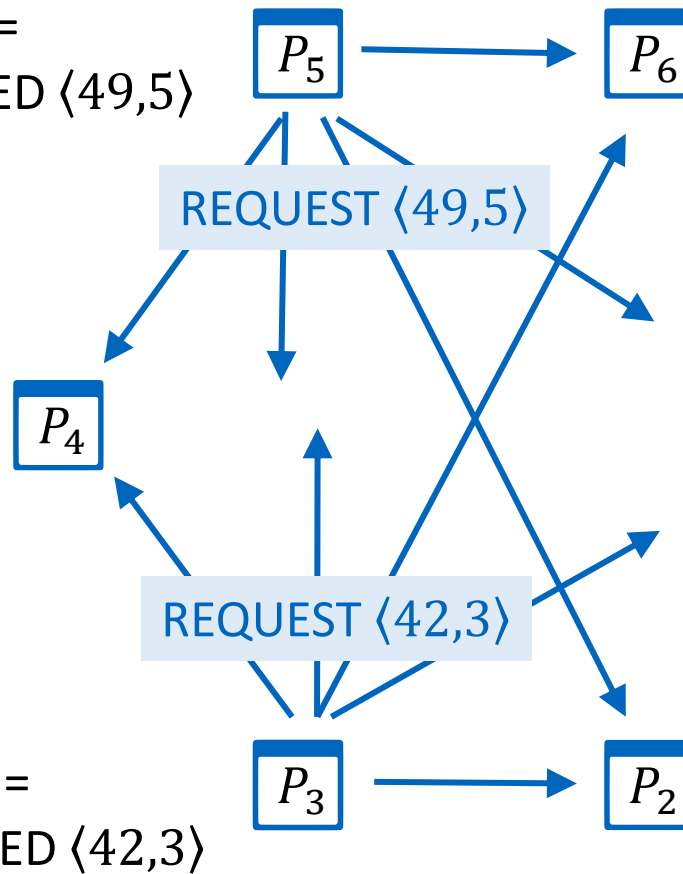 =
P5
P6
ED ⟨49,5⟩
REQUEST ⟨49,5⟩
P4
REQUEST ⟨42,3⟩
=
P3
P2
ED ⟨42,3⟩